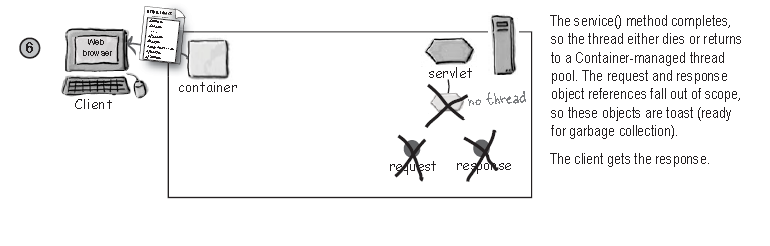 6
Web
browser
Client
container
servlet
no thread
request
response
The service() method completes,
so the thread either dies or returns
to a Container-managed thread
pool. The request and response
object references fall out of scope,
so these objects are toast (ready
for garbage collection).
The client gets the response.